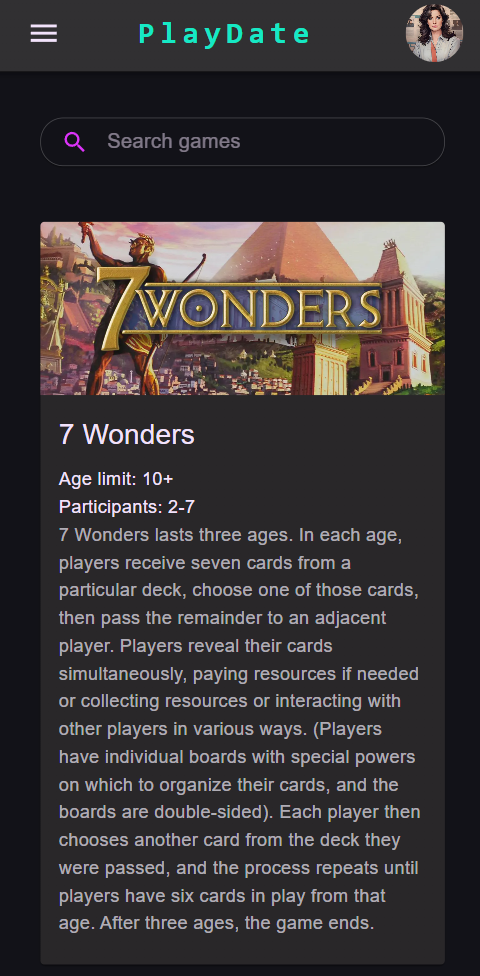 PlayDate
Search games
7 WONDERS
7 Wonders
Age limit: 10+
Participants: 2-7
7 Wonders lasts three ages. In each age,
players receive seven cards from a
particular deck, choose one of those cards,
then pass the remainder to an adjacent
player. Players reveal their cards
simultaneously, paying resources if needed
or collecting resources or interacting with
other players in various ways. (Players
have individual boards with special powers
on which to organize their cards, and the
boards are double-sided). Each player then
chooses another card from the deck they
were passed, and the process repeats until
players have six cards in play from that
age. After three ages, the game ends.